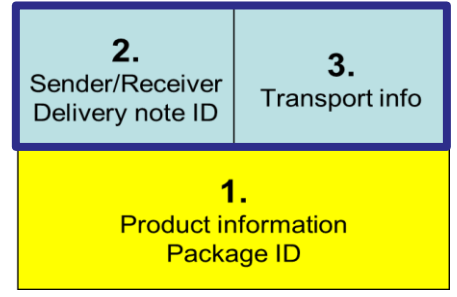 2.
Sender/Receiver
Delivery note ID
3.
Transport info
1.
Product information
Package ID